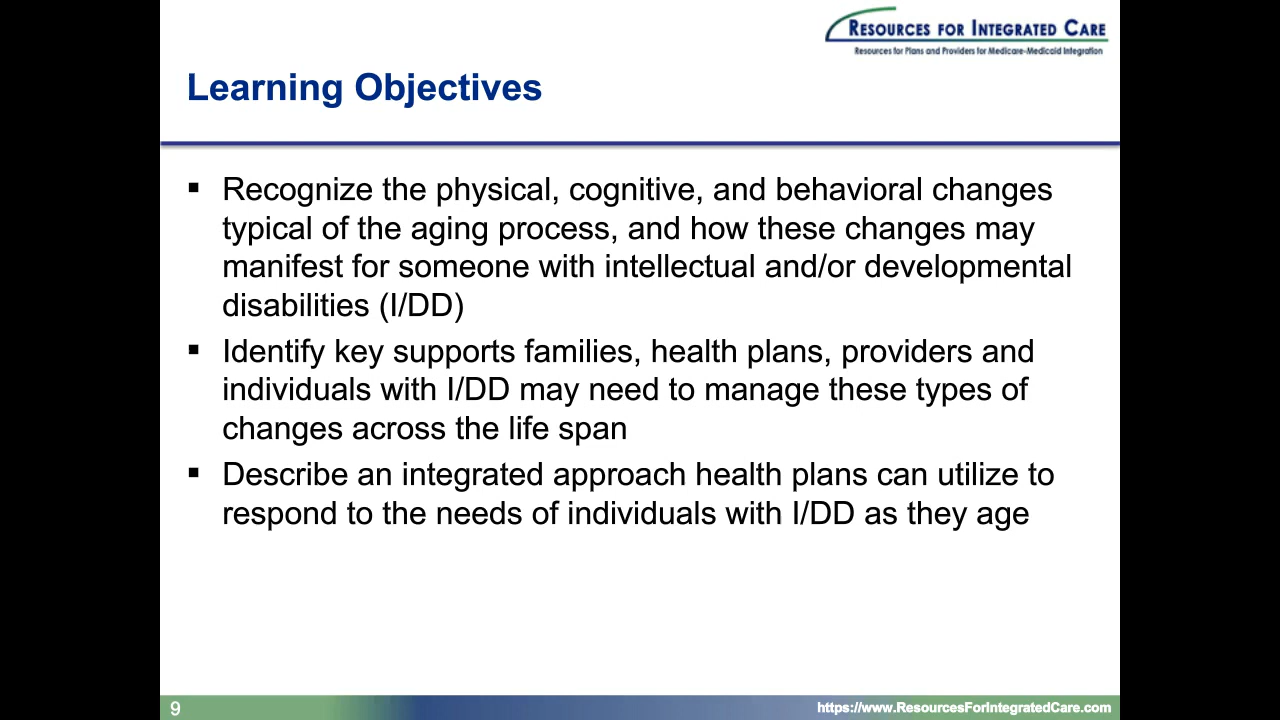 RESOURCES FOR INTEGRATED CARE
Resources for Plans and Providers for Medicare-Medicaid Integration
Learning Objectives
▪ Recognize the physical, cognitive, and behavioral changes
typical of the aging process, and how these changes may
manifest for someone with intellectual and/or developmental
disabilities (I/DD)
▪ Identify key supports families, health plans, providers and
individuals with I/DD may need to manage these types of
changes across the life span
▪ Describe an integrated approach health plans can utilize to
respond to the needs of individuals with I/DD as they age
9
https://www.ResourcesForIntegratedCare.com